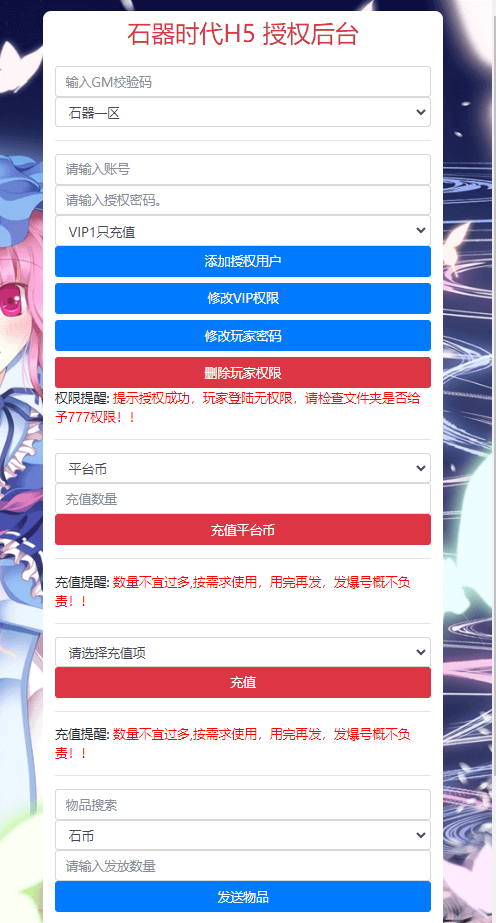 石器时代H5 授权后台
输入GM校验码
石器一区
请输入账号
请输入授权密码。
VIP1只充值
添加授权用户
修改VIP权限
修改玩家密码
删除玩家权限
权限提醒: 提示授权成功，玩家登陆无权限，请检查文件夹是否给
予777权限！！
平台币
充值数量
充值平台币
充值提醒: 数量不宜过多,按需求使用，用完再发，发爆号概不负
责！！
请选择充值项
充值
充值提醒: 数量不宜过多,按需求使用，用完再发，发爆号概不负
责！！
物品搜索
石币
请输入发放数量
发送物品